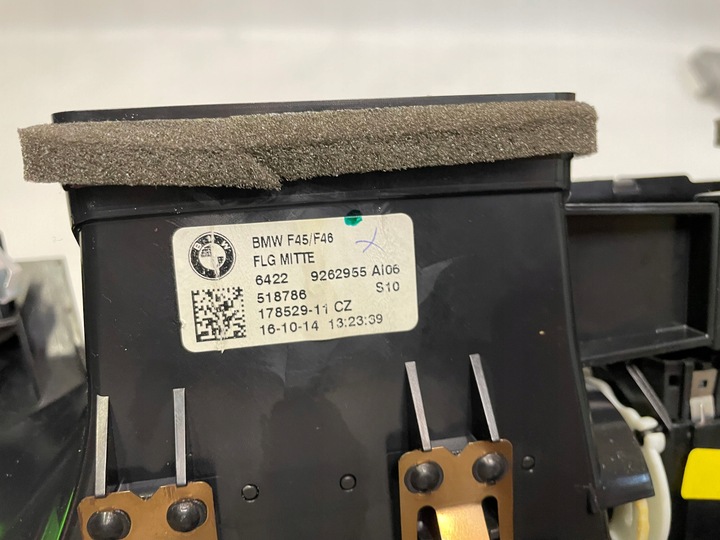 BMW
BMW F45/F46
FLG MITTE
6422 9262955 AI06
518786 S10
178529-11 CZ
16-10-14 13:23:39